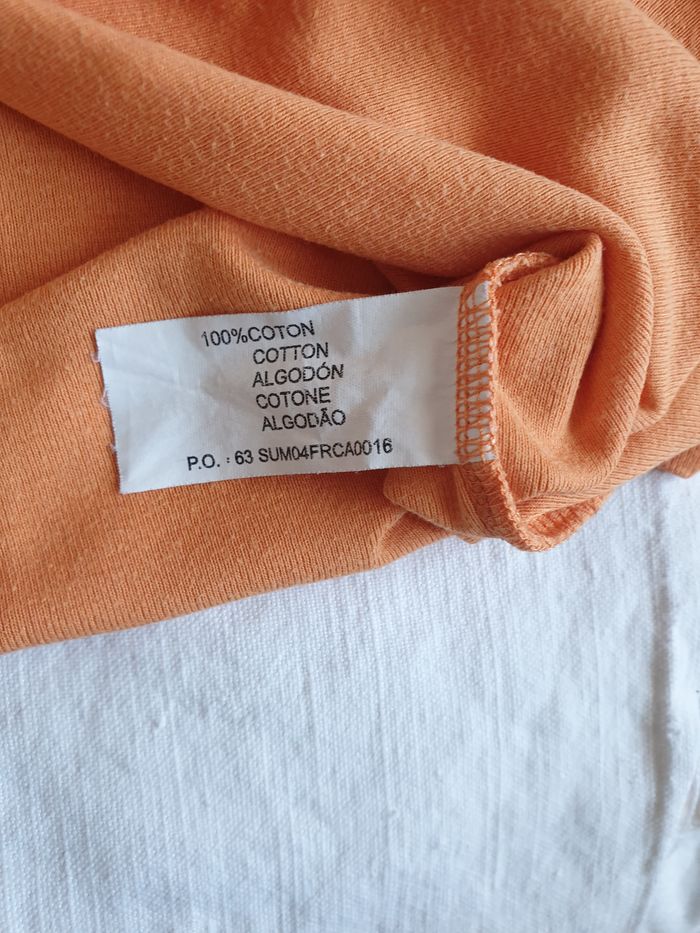 100%COTON
COTTON
ALGODÓN
COTONE
ALGODÃO
P.O. : 63 SUM04FRCA0016